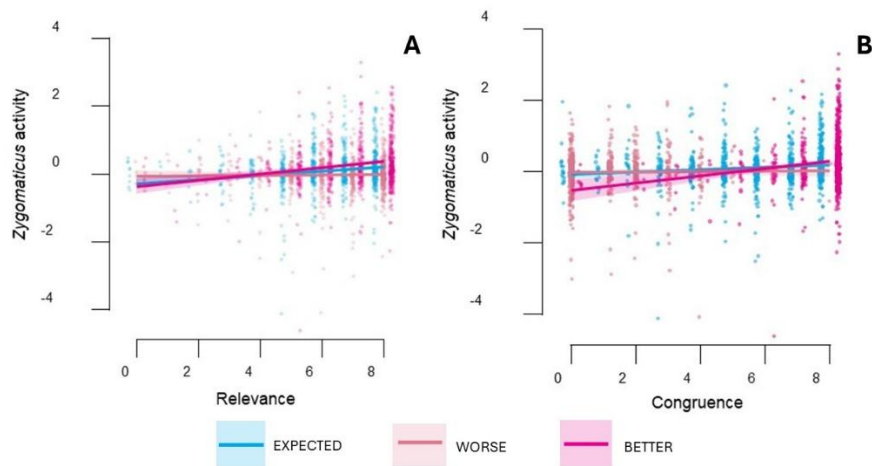 A
4
2
0
-2
-4
Zygomaticus activity
0 2 4 6 8
Relevance
B
4
2
0
-2
-4
Zygomaticus activity
0 2 4 6 8
Congruence
EXPECTED WORSE BETTER